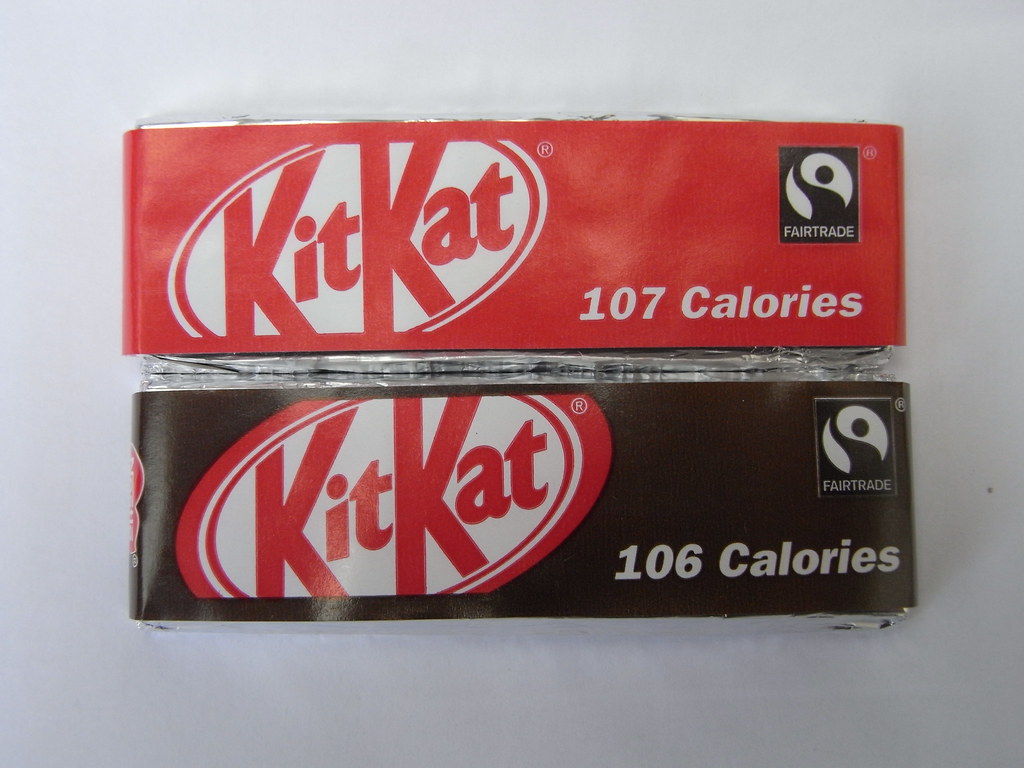 KitKat®
®
FAIRTRADE
107 Calories
KitKat®
®
FAIRTRADE
106 Calories
®